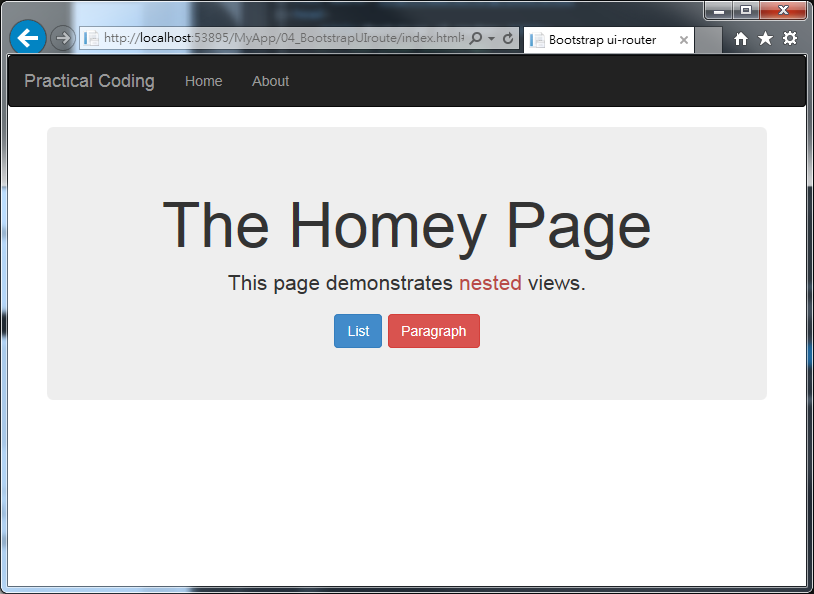 http://localhost:53895/MyApp/04_BootstrapUIroute/index.html#
Bootstrap ui-router
Practical Coding
Home
About
The Homey Page
This page demonstrates nested views.
List
Paragraph